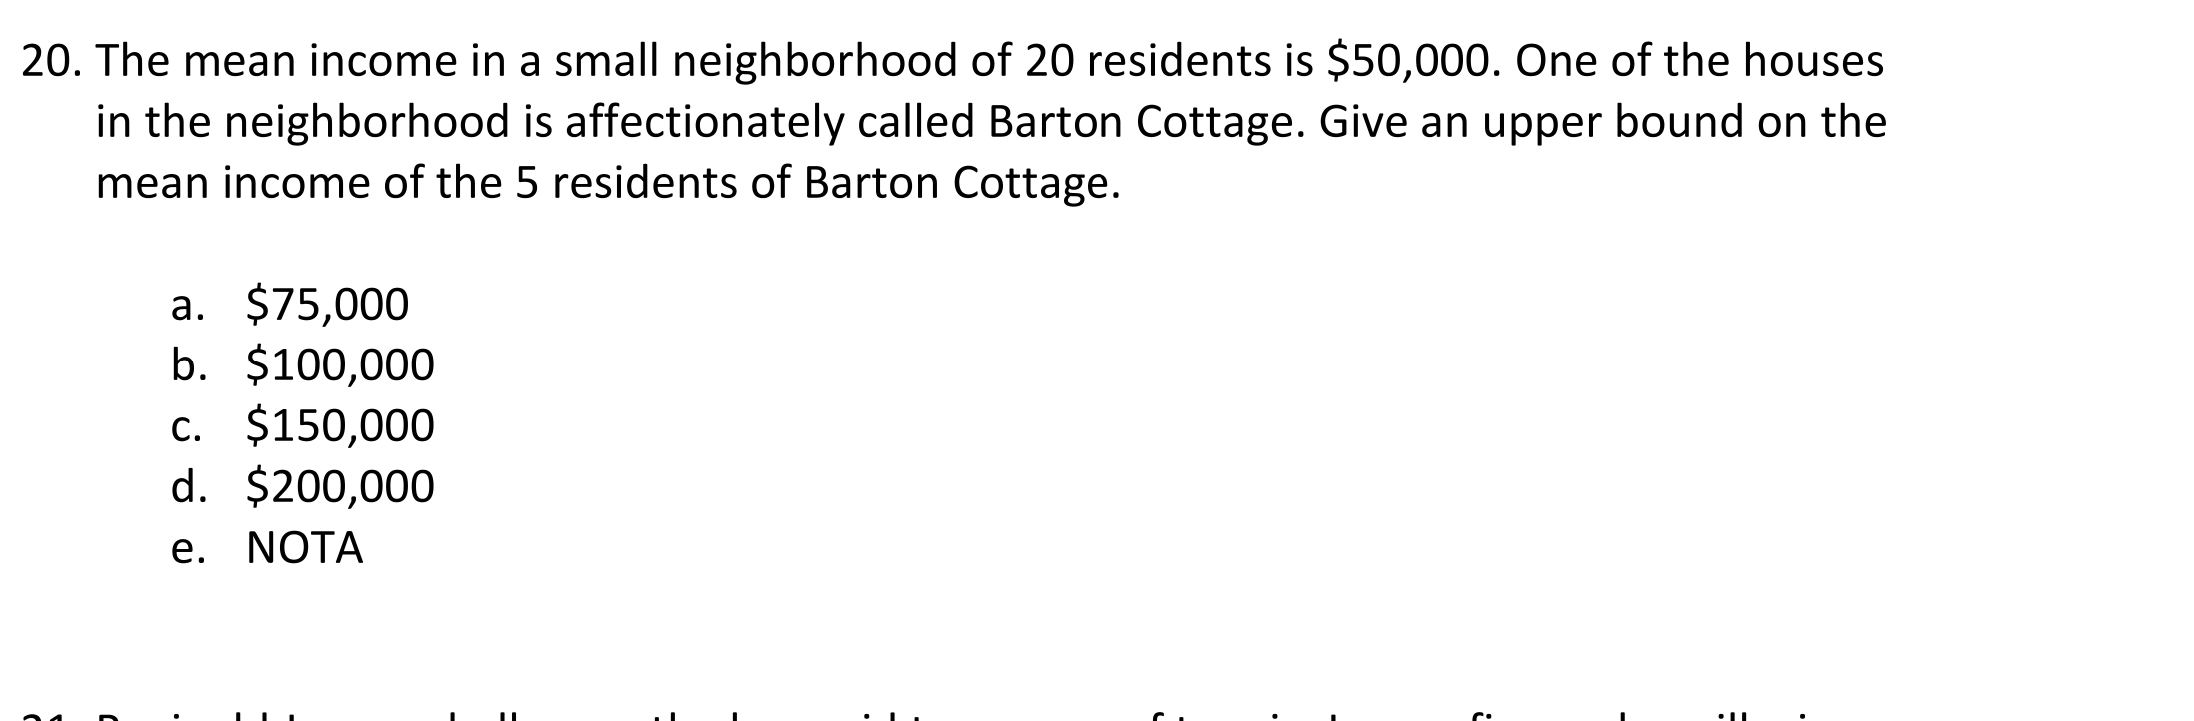 20. The mean income in a small neighborhood of 20 residents is $50,000. One of the houses
in the neighborhood is affectionately called Barton Cottage. Give an upper bound on the
mean income of the 5 residents of Barton Cottage.
a. $75,000
b. $100,000
c. $150,000
d. $200,000
e. NOTA